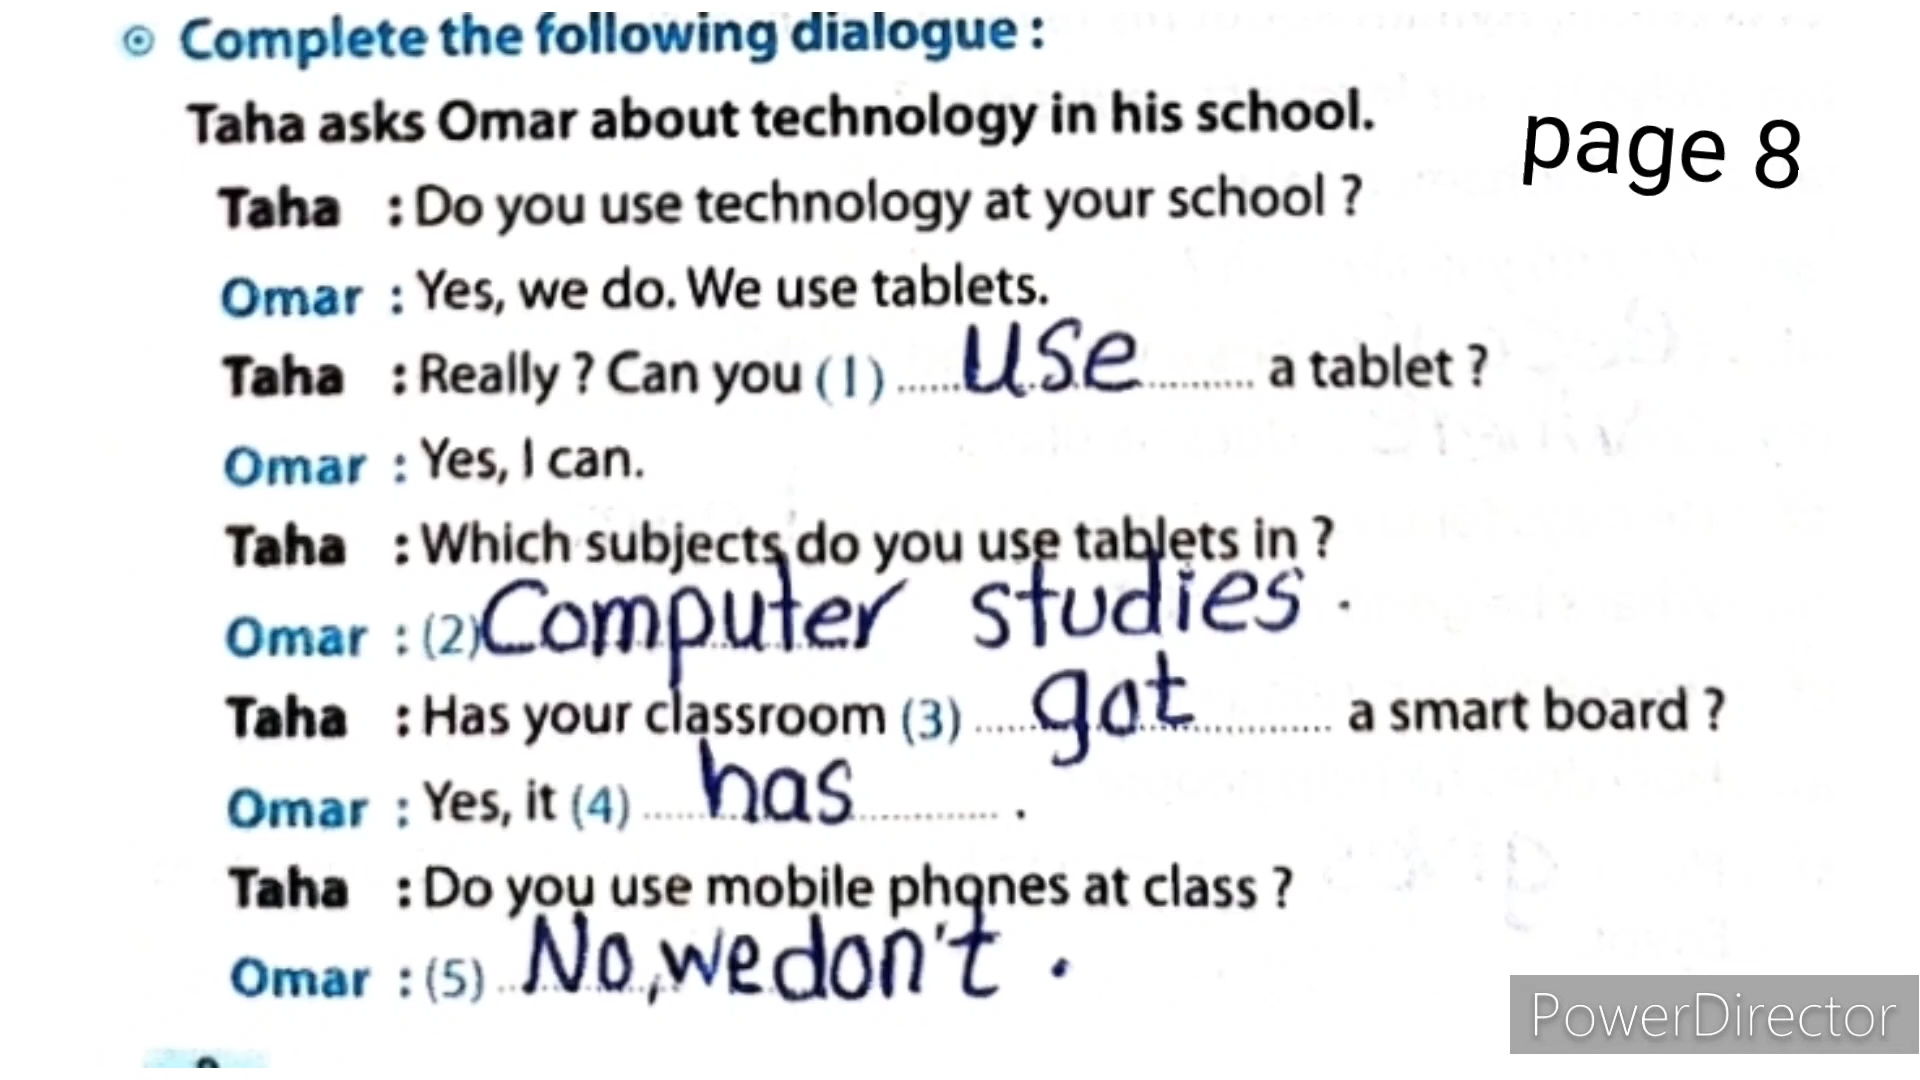 Complete the following dialogue :
Taha asks Omar about technology in his school.
page 8
Taha : Do you use technology at your school ?
Omar : Yes, we do. We use tablets.
Taha : Really ? Can you (1) use a tablet ?
Omar : Yes, I can.
Taha : Which subjects do you use tablets in ?
Omar : (2) Computer studies .
Taha : Has your classroom (3) got a smart board ?
Omar : Yes, it (4) has .
Taha : Do you use mobile phones at class ?
Omar : (5) No, we don't .
PowerDirector